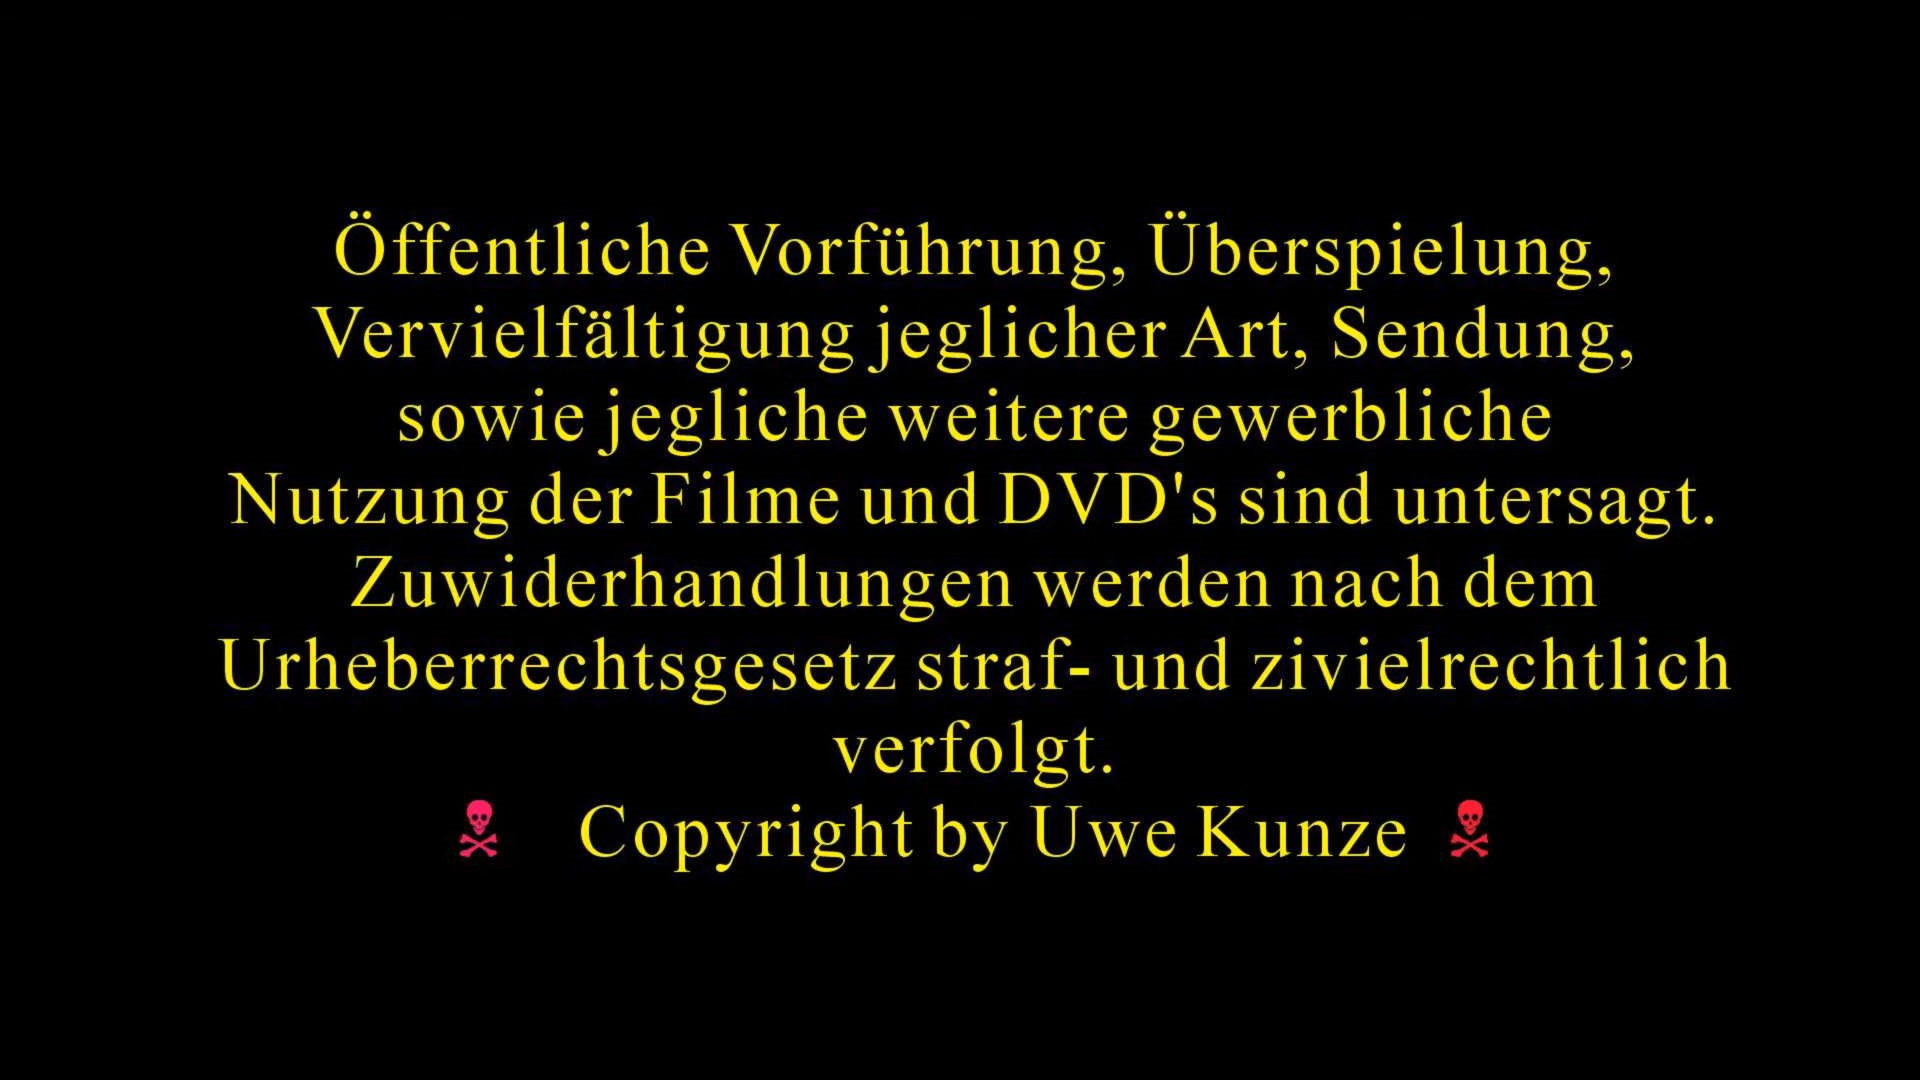 Öffentliche Vorführung, Überspielung,
Vervielfältigung jeglicher Art, Sendung,
sowie jegliche weitere gewerbliche
Nutzung der Filme und DVD's sind untersagt.
Zuwiderhandlungen werden nach dem
Urheberrechtsgesetz straf- und zivielrechtlich
verfolgt.
☠ Copyright by Uwe Kunze ☠